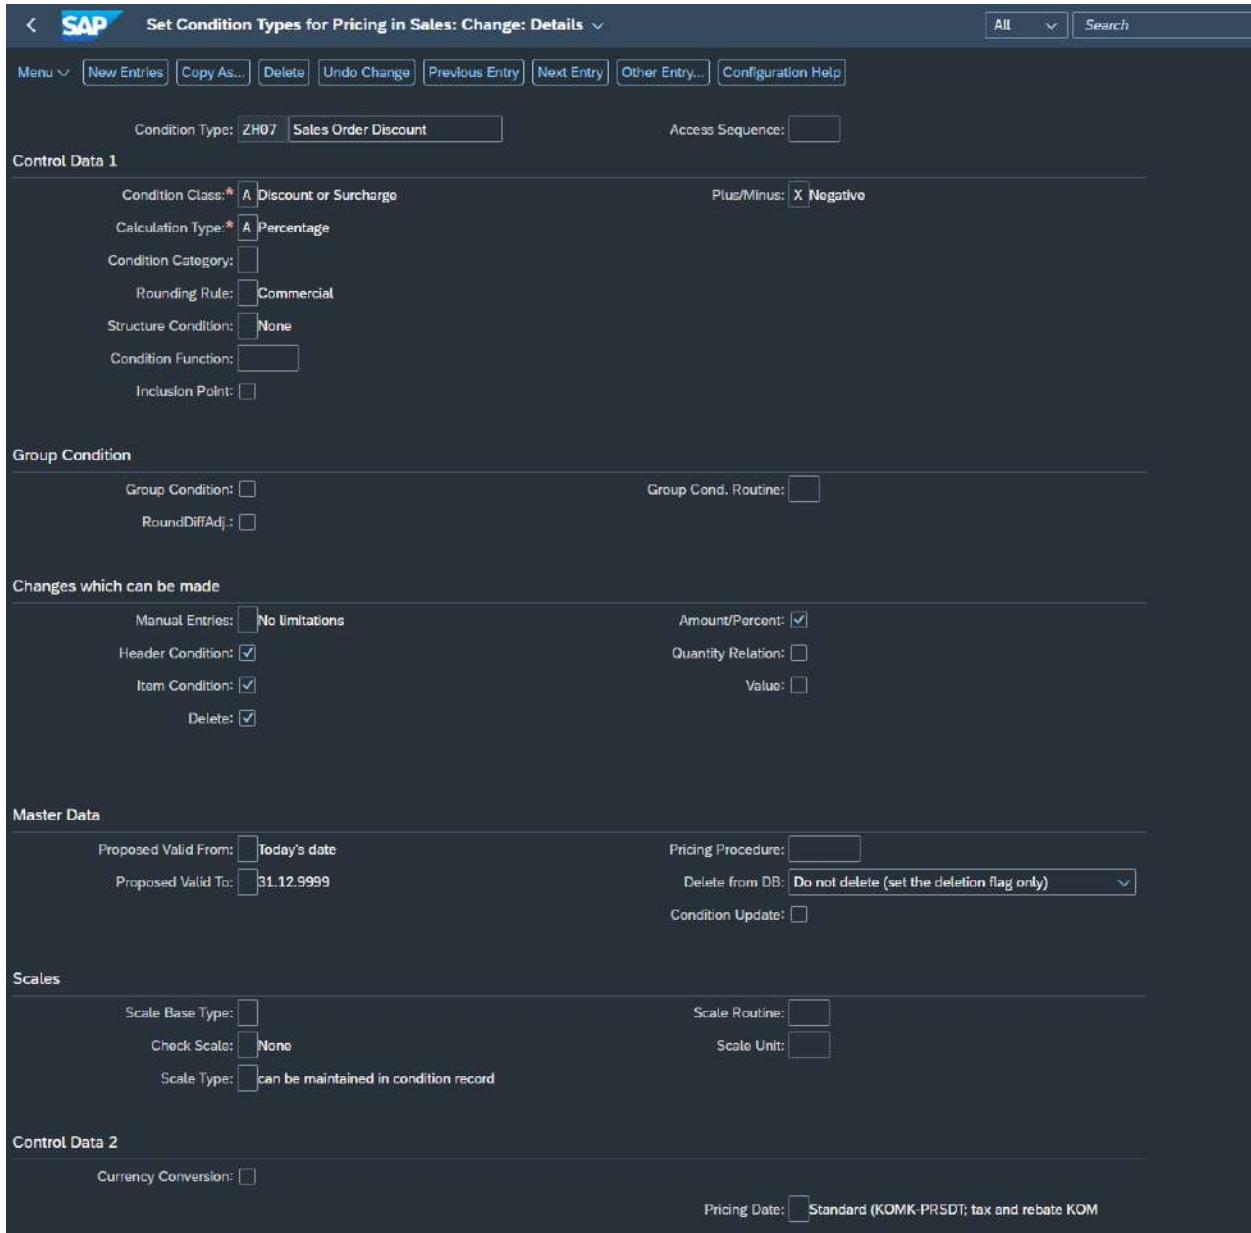 SAP Set Condition Types for Pricing in Sales: Change: Details All Search
Menu New Entries Copy As... Delete Undo Change Previous Entry Next Entry Other Entry... Configuration Help
Condition Type: ZH07 Sales Order Discount Access Sequence:
Control Data 1
Condition Class:* A Discount or Surcharge Plus/Minus: X Negative
Calculation Type:* A Percentage
Condition Category:
Rounding Rule: Commercial
Structure Condition: None
Condition Function:
Inclusion Point:
Group Condition
Group Condition: Group Cond. Routine:
RoundDiffAdj.:
Changes which can be made
Manual Entries: No limitations Amount/Percent:
Header Condition: Quantity Relation:
Item Condition: Value:
Delete:
Master Data
Proposed Valid From: Today's date Pricing Procedure:
Proposed Valid To: 31.12.9999 Delete from DB: Do not delete (set the deletion flag only)
Condition Update:
Scales
Scale Base Type: Scale Routine:
Check Scale: None Scale Unit:
Scale Type: can be maintained in condition record
Control Data 2
Currency Conversion:
Pricing Date: Standard (KOMK-PRSDT; tax and rebate KOM